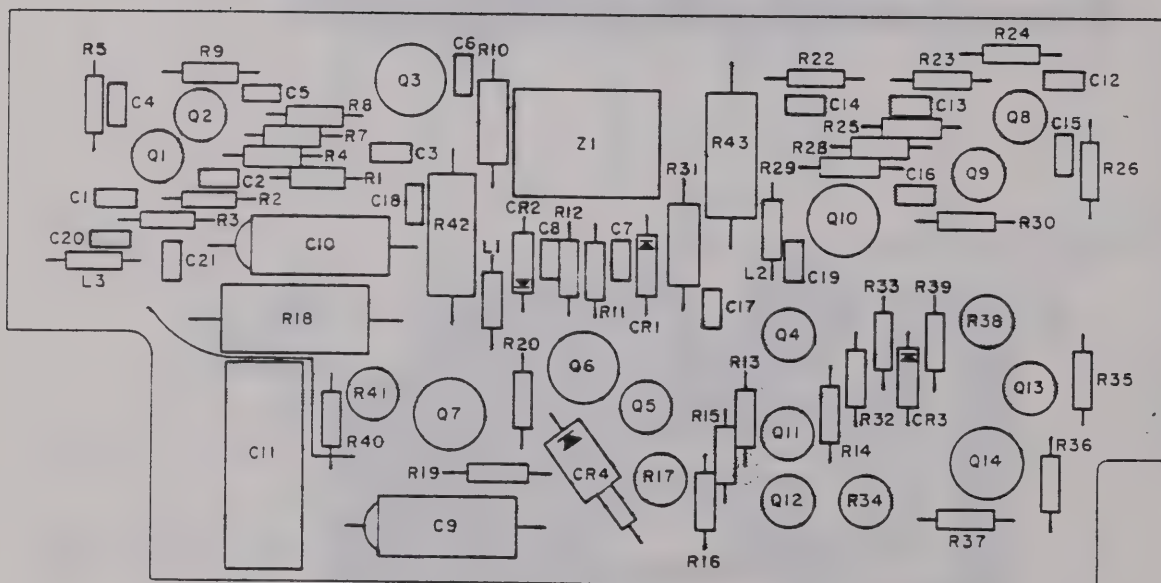 R5
C4
R9
Q2
Q1
C5
R8
R7
R4
R1
C3
C2
C1
R2
R3
C20
L3
C21
C10
C18
Q3
C6
R10
Z1
R42
L1
CR2
C8
R12
R11
C7
CR1
R31
R43
R29
L2
C19
C17
R22
C14
R23
R24
C13
R25
R28
C12
Q8
C15
R26
Q9
C16
R30
Q10
R18
C11
R41
R40
Q7
R20
Q6
Q5
R19
CR4
C9
R17
R16
R15
R13
Q4
Q11
Q12
R14
R34
R32
R33
CR3
R39
R38
Q13
R35
Q14
R36
R37